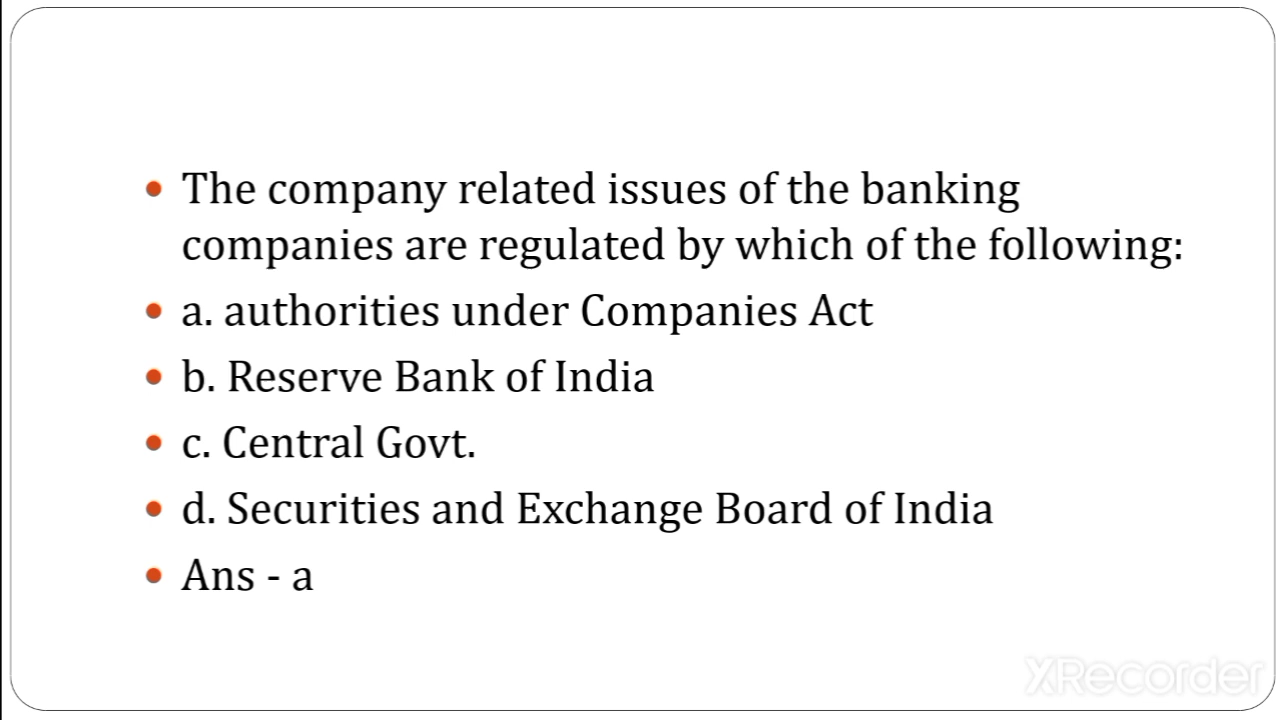 The company related issues of the banking
companies are regulated by which of the following:
a. authorities under Companies Act
b. Reserve Bank of India
c. Central Govt.
d. Securities and Exchange Board of India
Ans - a
XRecorder